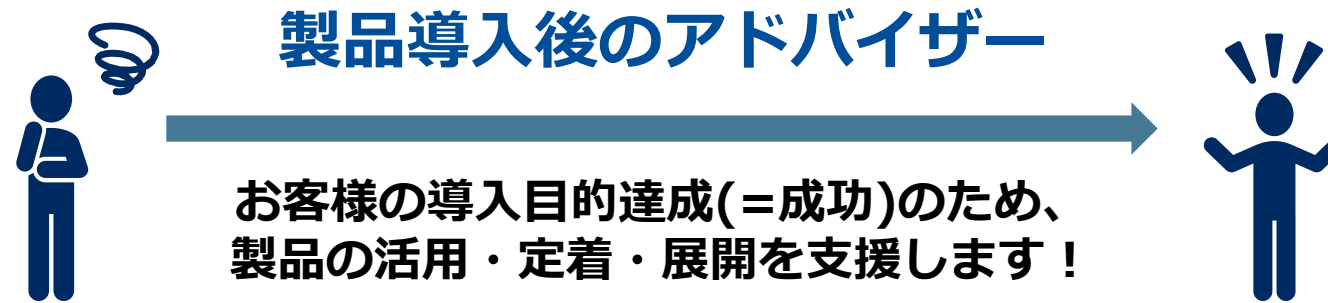 製品導入後のアドバイザー
お客様の導入目的達成(=成功)のため、
製品の活用・定着・展開を支援します！